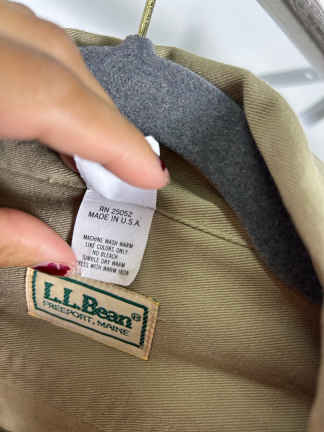 RN 25052
MADE IN U.S.A.
MACHINE WASH WARM
LIKE COLORS ONLY
NO BLEACH
TUMBLE DRY WARM
PRESS WITH WARM IRON
L.L.Bean®
FREEPORT, MAINE